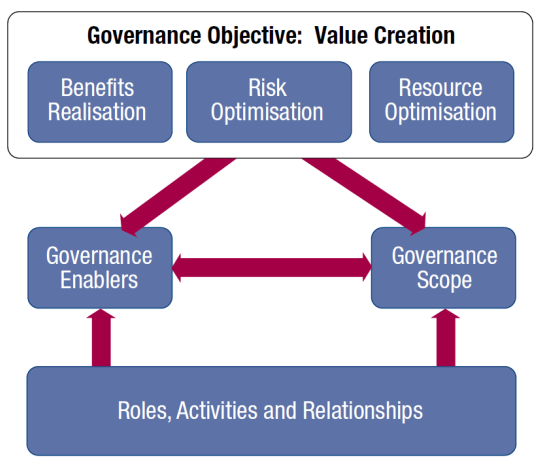 Governance Objective: Value Creation
Benefits
Realisation
Risk
Optimisation
Resource
Optimisation
Governance
Enablers
Governance
Scope
Roles, Activities and Relationships